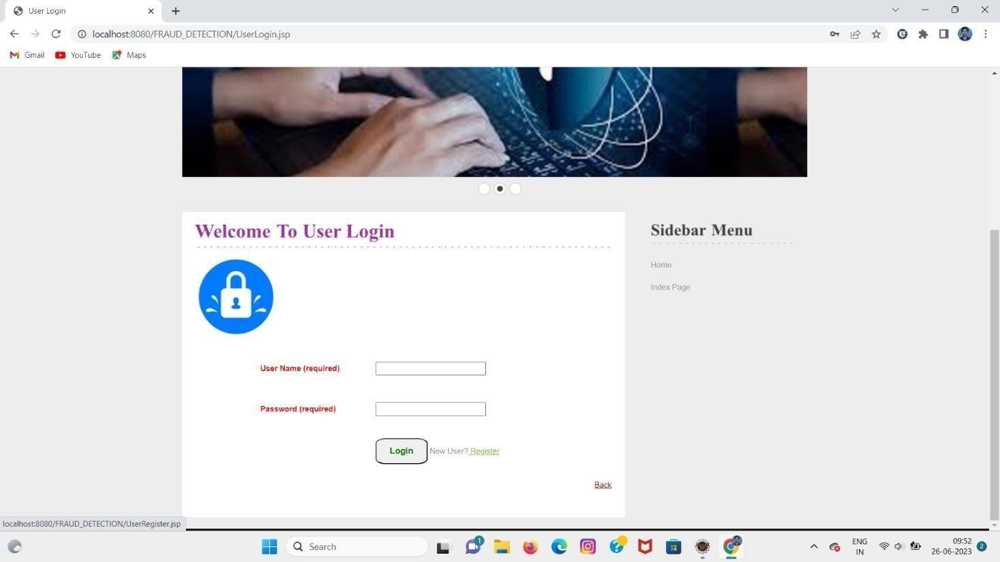 User Login
localhost:8080/FRAUD_DETECTION/UserLogin.jsp
Gmail YouTube Maps
Welcome To User Login
Sidebar Menu
Home
Index Page
User Name (required)
Password (required)
Login New User? Register
Back
localhost:8080/FRAUD_DETECTION/UserRegister.jsp
Search
1
ENG
IN
09:52
26-06-2023
2